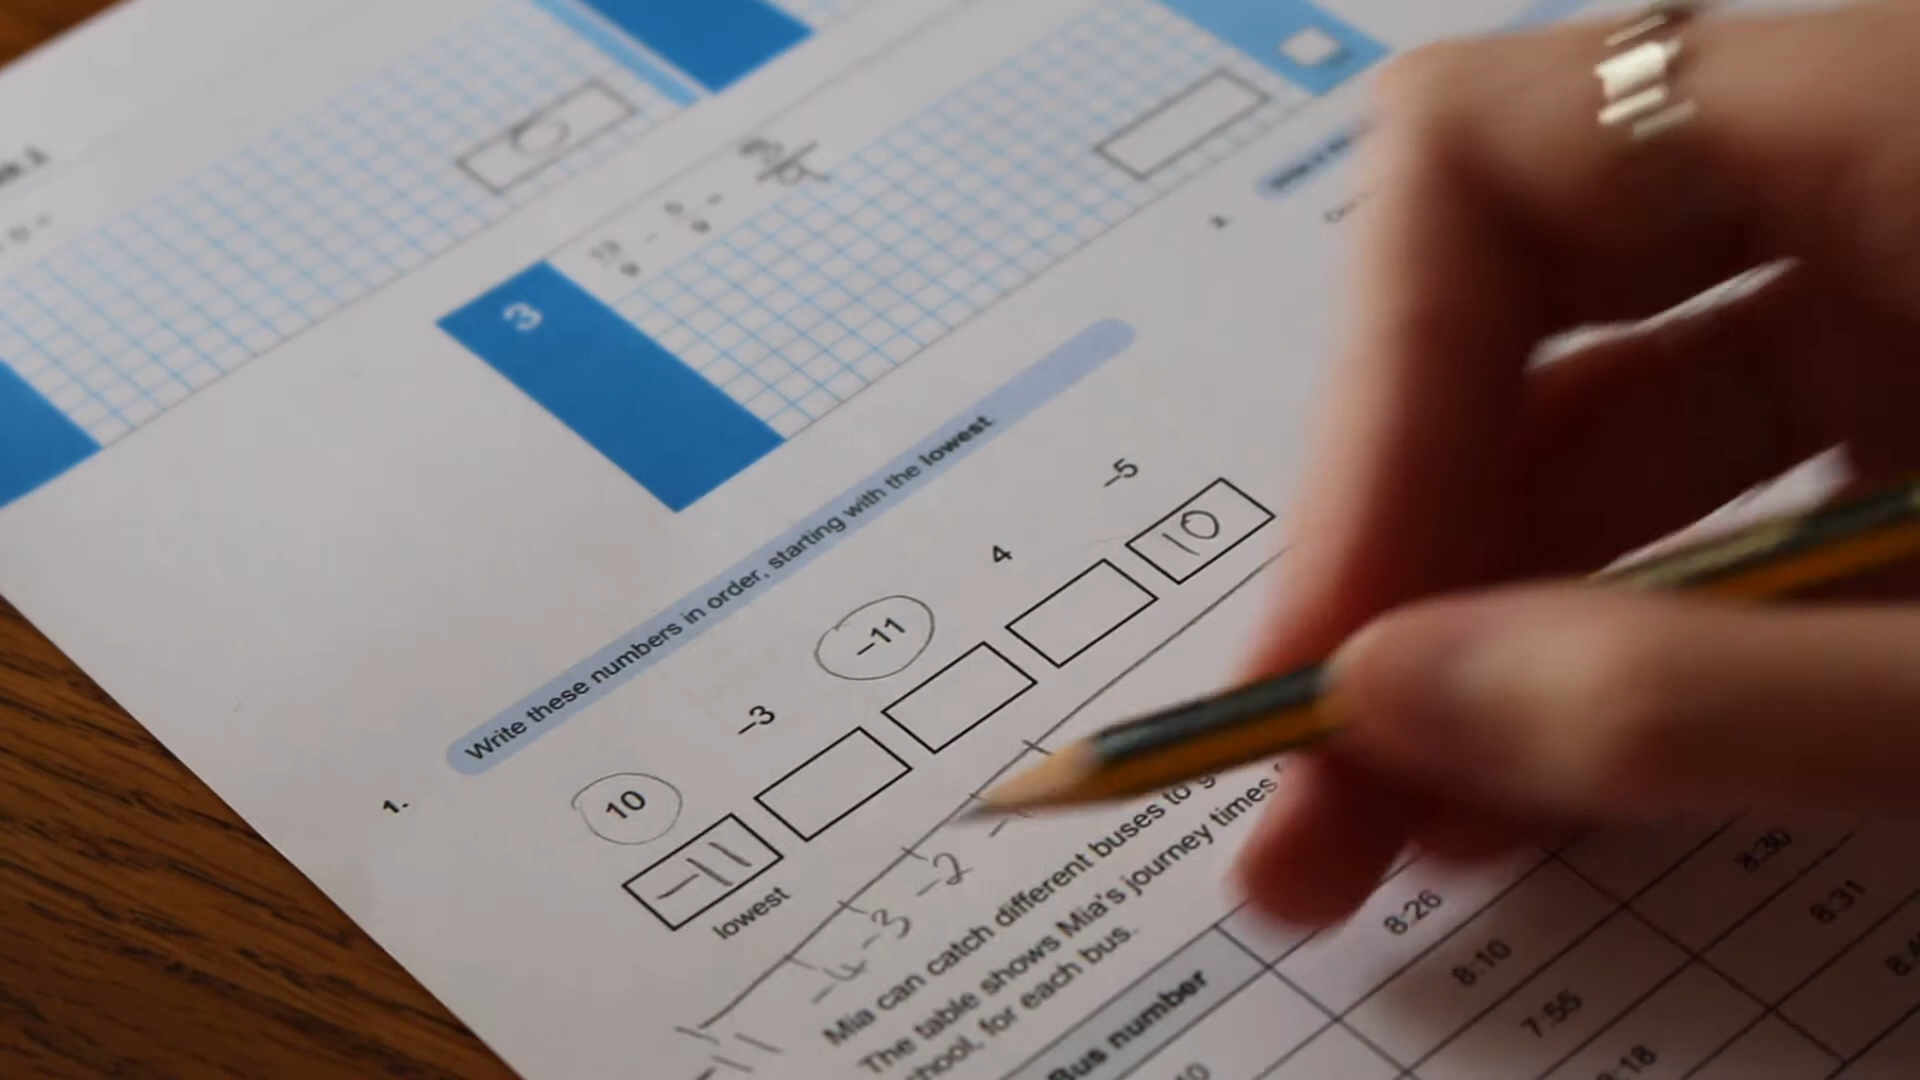 0
3
Write these numbers in order, starting with the lowest.
1.
10 -3 -11 4 -5
-11 10
lowest
-11 -4 -3 -2
Mia can catch different buses to
The table shows Mia's journey times
school, for each bus.
Bus number
8:26
8:10 8:30
7:55 8:31